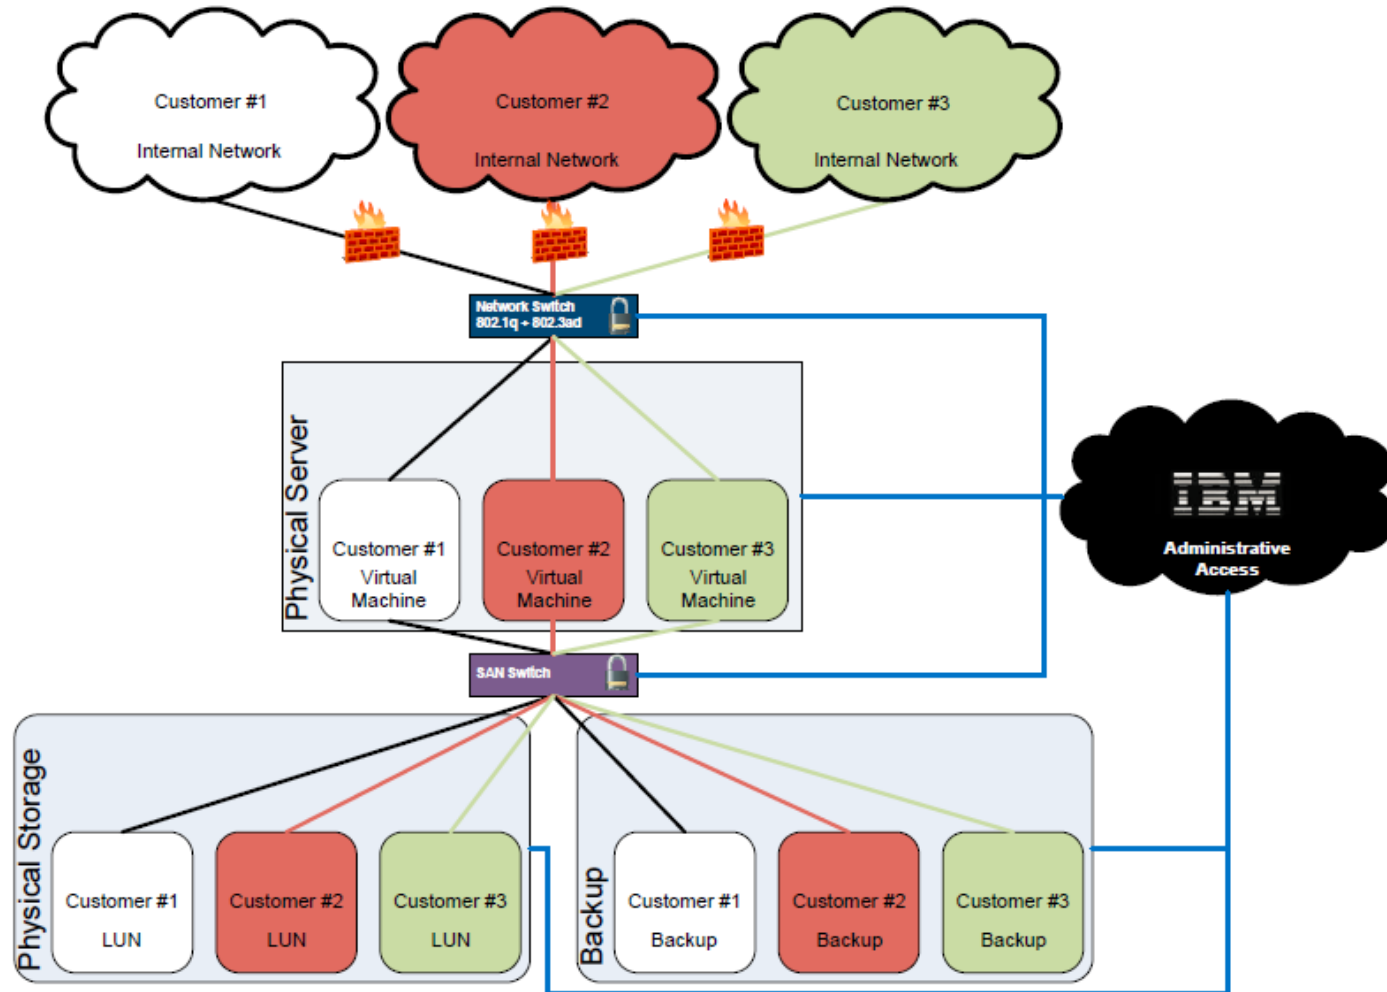 Customer #1
Internal Network
Customer #2
Internal Network
Customer #3
Internal Network
Network Switch
802.1q + 802.3ad
Physical Server
Customer #1
Virtual
Machine
Customer #2
Virtual
Machine
Customer #3
Virtual
Machine
IBM
Administrative
Access
SAN Switch
Physical Storage
Customer #1
LUN
Customer #2
LUN
Customer #3
LUN
Backup
Customer #1
Backup
Customer #2
Backup
Customer #3
Backup